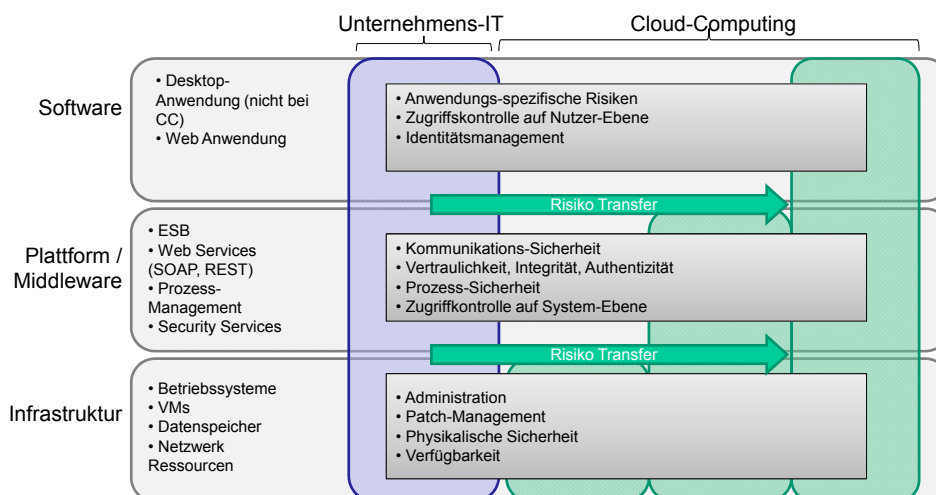 Unternehmens-IT
Cloud-Computing
Software
• Desktop-
Anwendung (nicht bei
CC)
• Web Anwendung
• Anwendungs-spezifische Risiken
• Zugriffskontrolle auf Nutzer-Ebene
• Identitätsmanagement
Risiko Transfer
Plattform /
Middleware
• ESB
• Web Services
(SOAP, REST)
• Prozess-
Management
• Security Services
• Kommunikations-Sicherheit
• Vertraulichkeit, Integrität, Authentizität
• Prozess-Sicherheit
• Zugriffkontrolle auf System-Ebene
Risiko Transfer
Infrastruktur
• Betriebssysteme
• VMs
• Datenspeicher
• Netzwerk
Ressourcen
• Administration
• Patch-Management
• Physikalische Sicherheit
• Verfügbarkeit